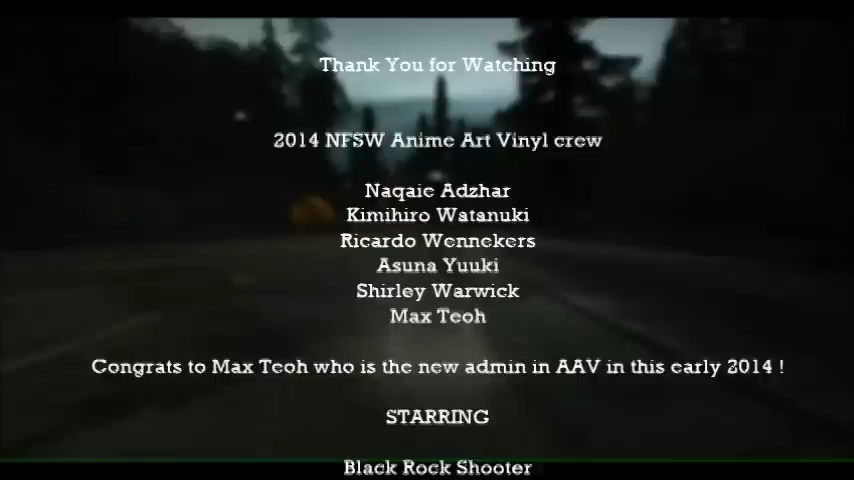 Thank You for Watching
2014 NFSW Anime Art Vinyl crew
Naqaie Adzhar
Kimihiro Watanuki
Ricardo Wennekers
Asuna Yuuki
Shirley Warwick
Max Teoh
Congrats to Max Teoh who is the new admin in AAV in this early 2014 !
STARRING
Black Rock Shooter